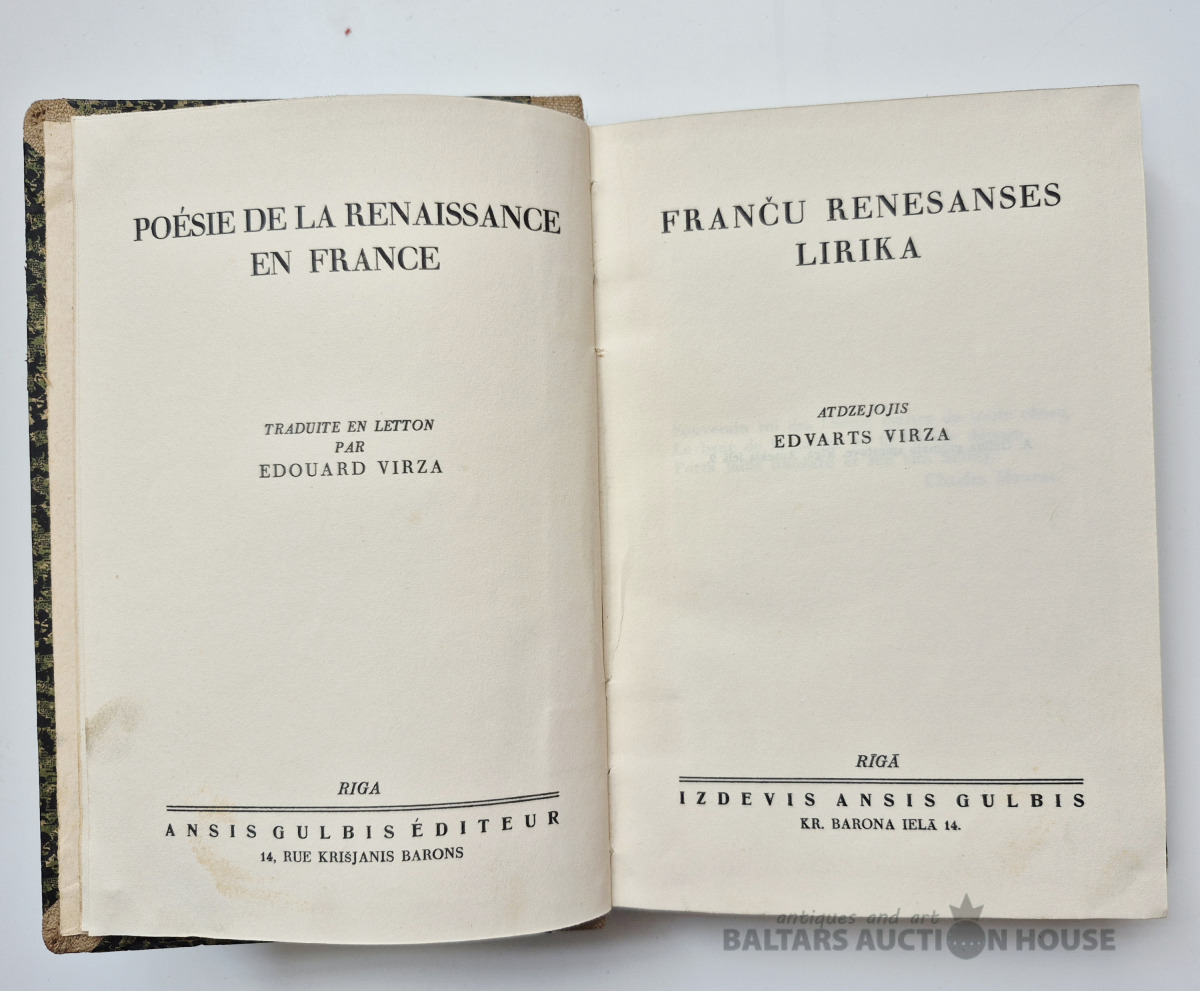 POÉSIE DE LA RENAISSANCE
EN FRANCE
TRADUITE EN LETTON
PAR
EDOUARD VIRZA
RIGA
ANSIS GULBIS ÉDITEUR
14, RUE KRIŠJANIS BARONS
FRANČU RENESANSES
LIRIKA
ATDZEJOJIS
EDVARTS VIRZA
RĪGĀ
IZDEVIS ANSIS GULBIS
KR. BARONA IELĀ 14.
antiques and art
BALTARS AUCTION HOUSE